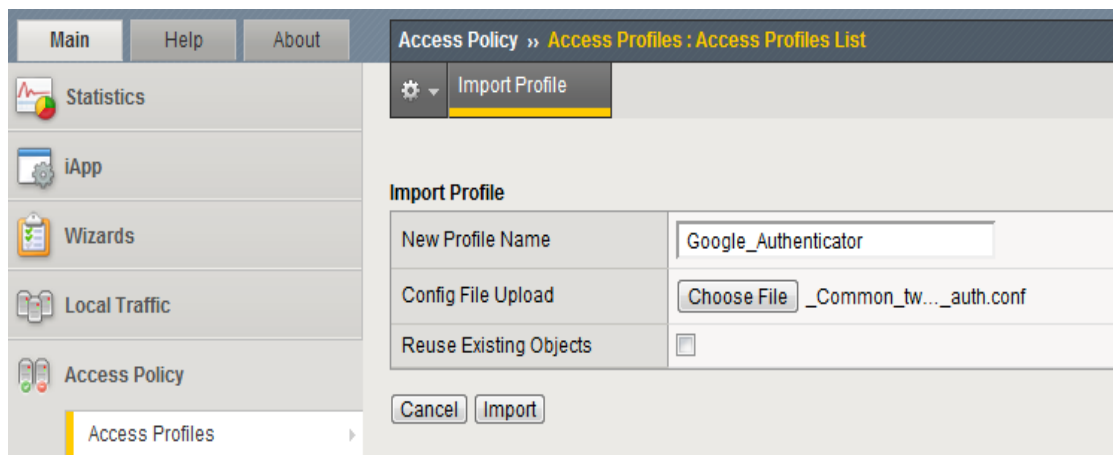 Main Help About
Access Policy ›› Access Profiles : Access Profiles List
Import Profile
Statistics
iApp
Wizards
Local Traffic
Access Policy
Access Profiles
Import Profile
New Profile Name Google_Authenticator
Config File Upload Choose File _Common_tw..._auth.conf
Reuse Existing Objects
Cancel Import